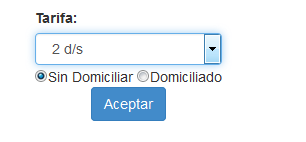 Tarifa:
2 d/s
Sin Domiciliar Domiciliado
Aceptar